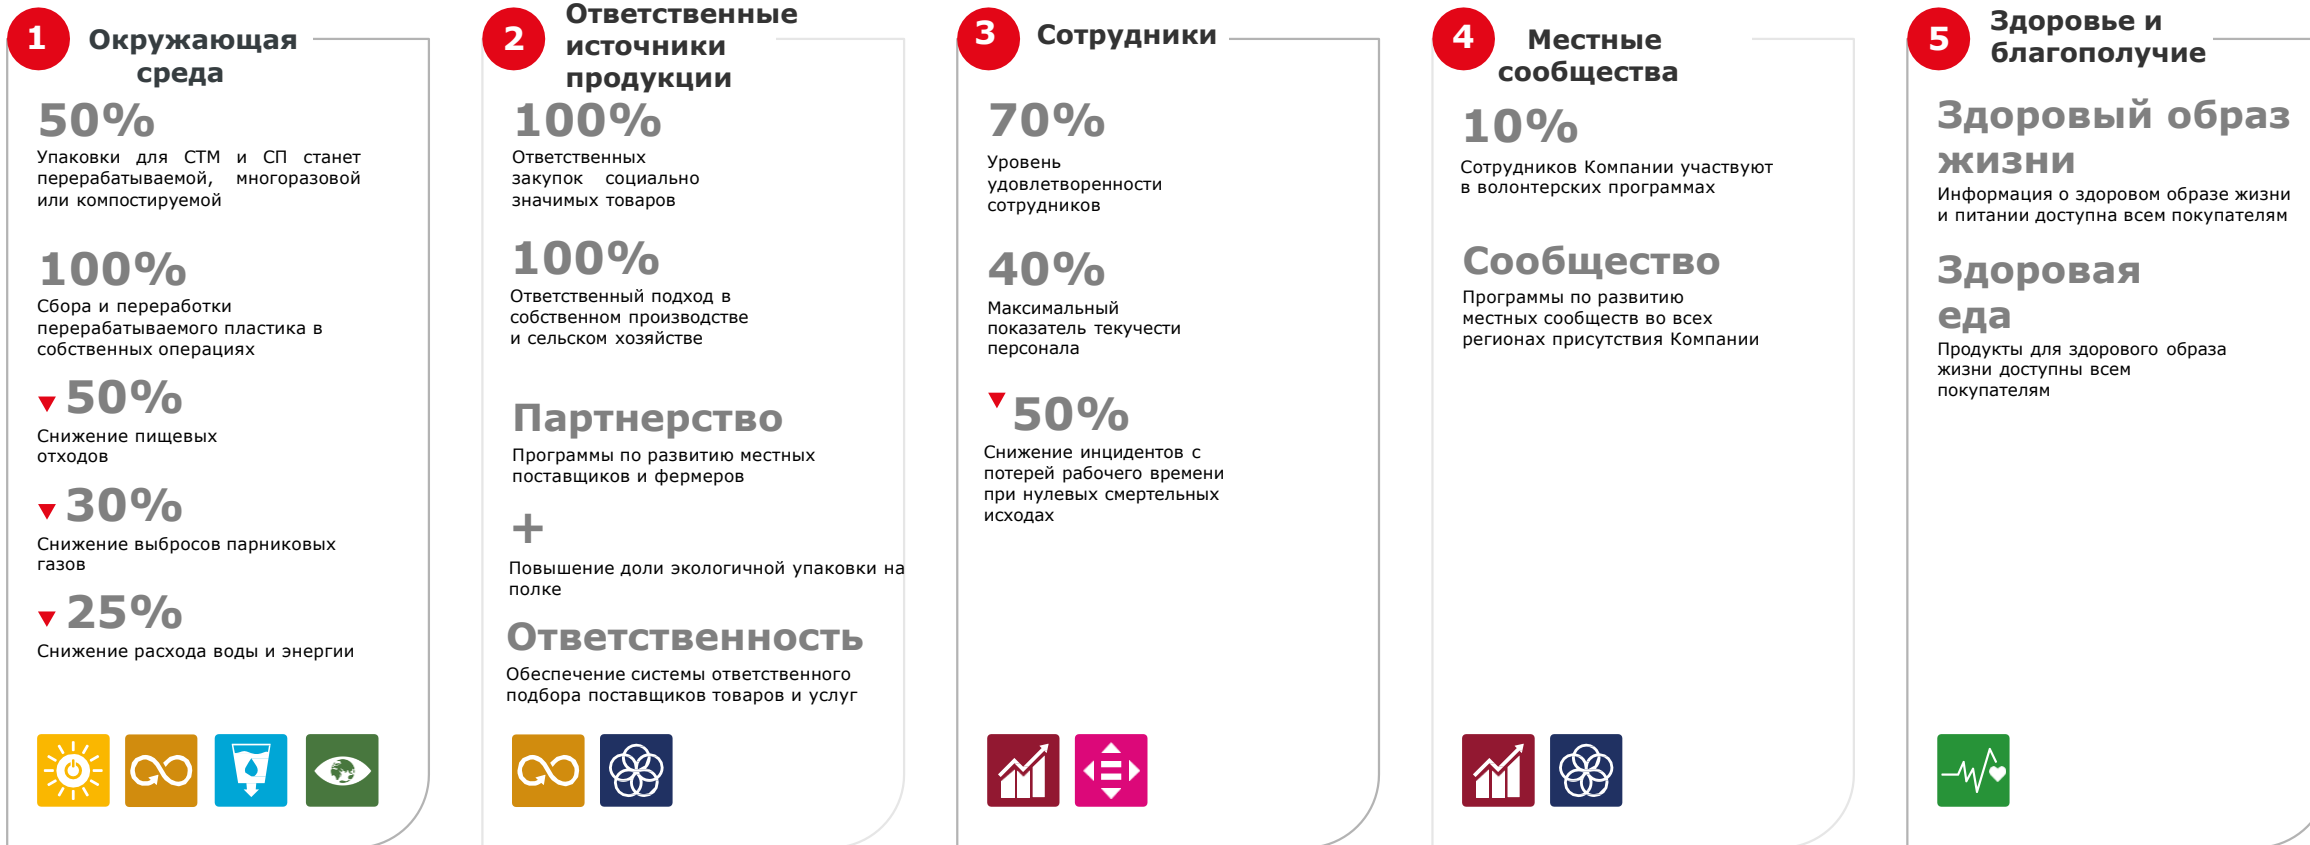 1
Окружающая
среда
50%
Упаковки для СТМ и СП станет
перерабатываемой, многоразовой
или компостируемой
100%
Сбора и переработки
перерабатываемого пластика в
собственных операциях
50%
Снижение пищевых
отходов
30%
Снижение выбросов парниковых
газов
25%
Снижение расхода воды и энергии
2
Ответственные
источники
продукции
100%
Ответственных
закупок социально
значимых товаров
100%
Ответственный подход в
собственном производстве
и сельском хозяйстве
Партнерство
Программы по развитию местных
поставщиков и фермеров
+
Повышение доли экологичной упаковки на
полке
Ответственность
Обеспечение системы ответственного
подбора поставщиков товаров и услуг
3
Сотрудники
70%
Уровень
удовлетворенности
сотрудников
40%
Максимальный
показатель текучести
персонала
50%
Снижение инцидентов с
потерей рабочего времени
при нулевых смертельных
исходах
4
Местные
сообщества
10%
Сотрудников Компании участвуют
в волонтерских программах
Сообщество
Программы по развитию
местных сообществ во всех
регионах присутствия Компании
5
Здоровье и
благополучие
Здоровый образ
жизни
Информация о здоровом образе жизни
и питании доступна всем покупателям
Здоровая
еда
Продукты для здорового образа
жизни доступны всем
покупателям